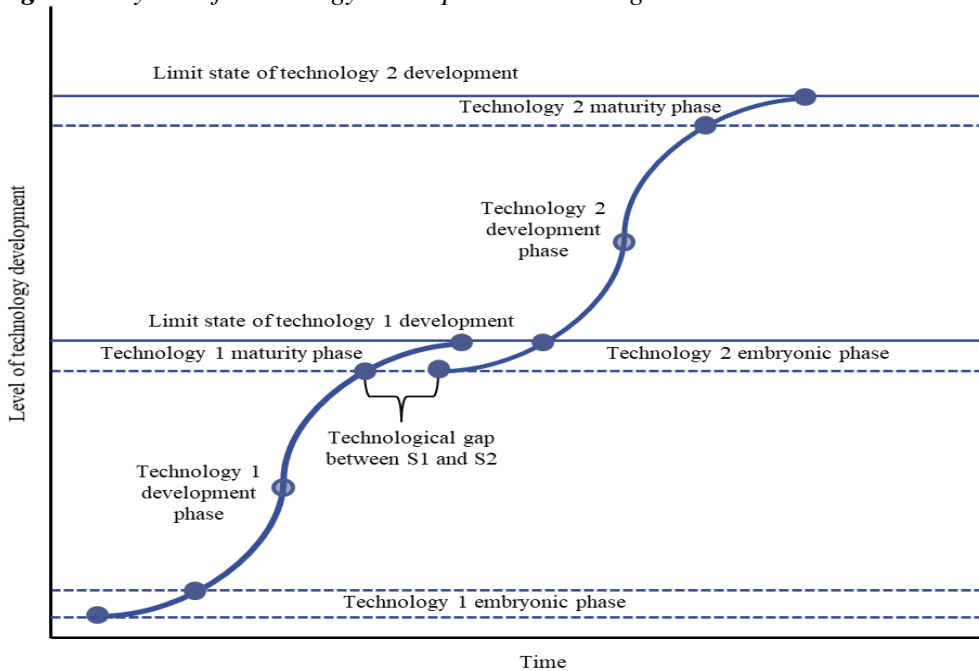 Limit state of technology 2 development
Technology 2 maturity phase
Technology 2
development
phase
Level of technology development
Limit state of technology 1 development
Technology 1 maturity phase
Technology 2 embryonic phase
Technological gap
between S1 and S2
Technology 1
development
phase
Technology 1 embryonic phase
Time